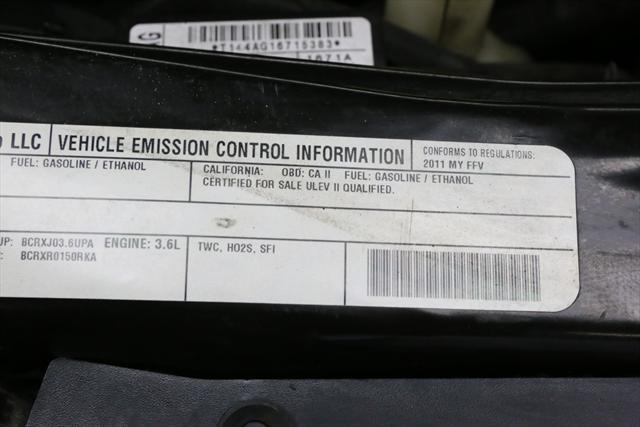 *T144AG16715383*
1671A
LLC
VEHICLE EMISSION CONTROL INFORMATION
CONFORMS TO REGULATIONS:
2011 MY FFV
FUEL: GASOLINE / ETHANOL
CALIFORNIA: OBD: CA II FUEL: GASOLINE / ETHANOL
CERTIFIED FOR SALE ULEV II QUALIFIED.
UP: BCRXJ03.6UPA ENGINE: 3.6L
BCRXR0150RKA
TWC, HO2S, SFI